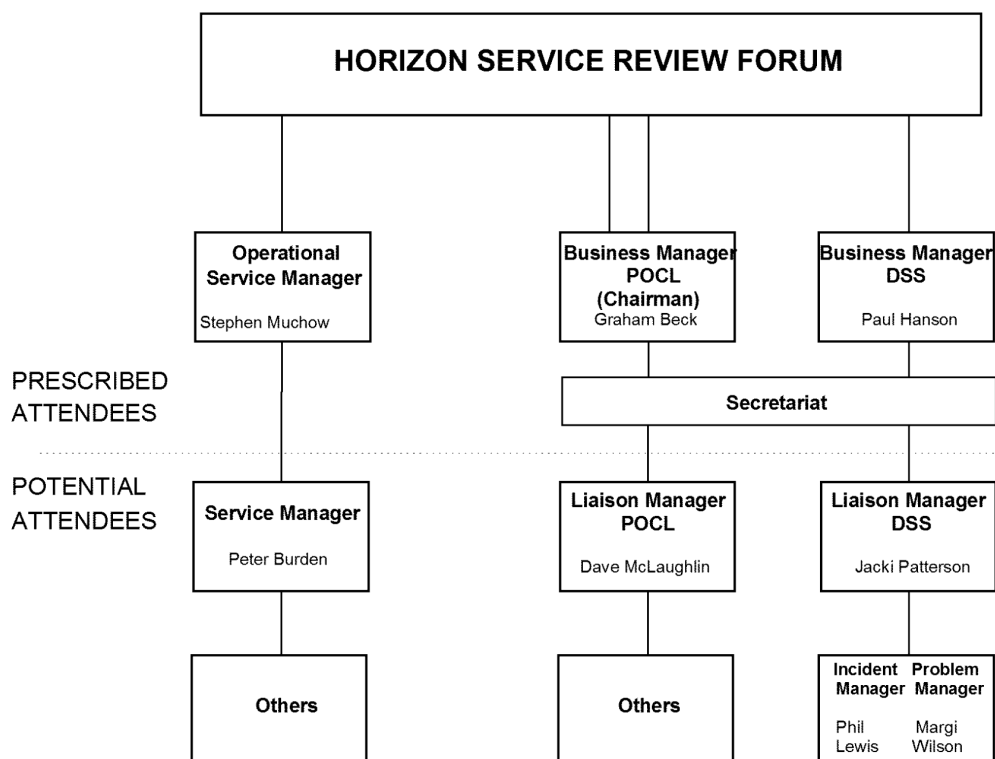 HORIZON SERVICE REVIEW FORUM
Operational
Service Manager
Stephen Muchow
Business Manager
POCL
(Chairman)
Graham Beck
Business Manager
DSS
Paul Hanson
PRESCRIBED
ATTENDEES
Secretariat
POTENTIAL
ATTENDEES
Service Manager
Peter Burden
Liaison Manager
POCL
Dave McLaughlin
Liaison Manager
DSS
Jacki Patterson
Others
Others
Incident
Manager
Phil
Lewis
Problem
Manager
Margi
Wilson